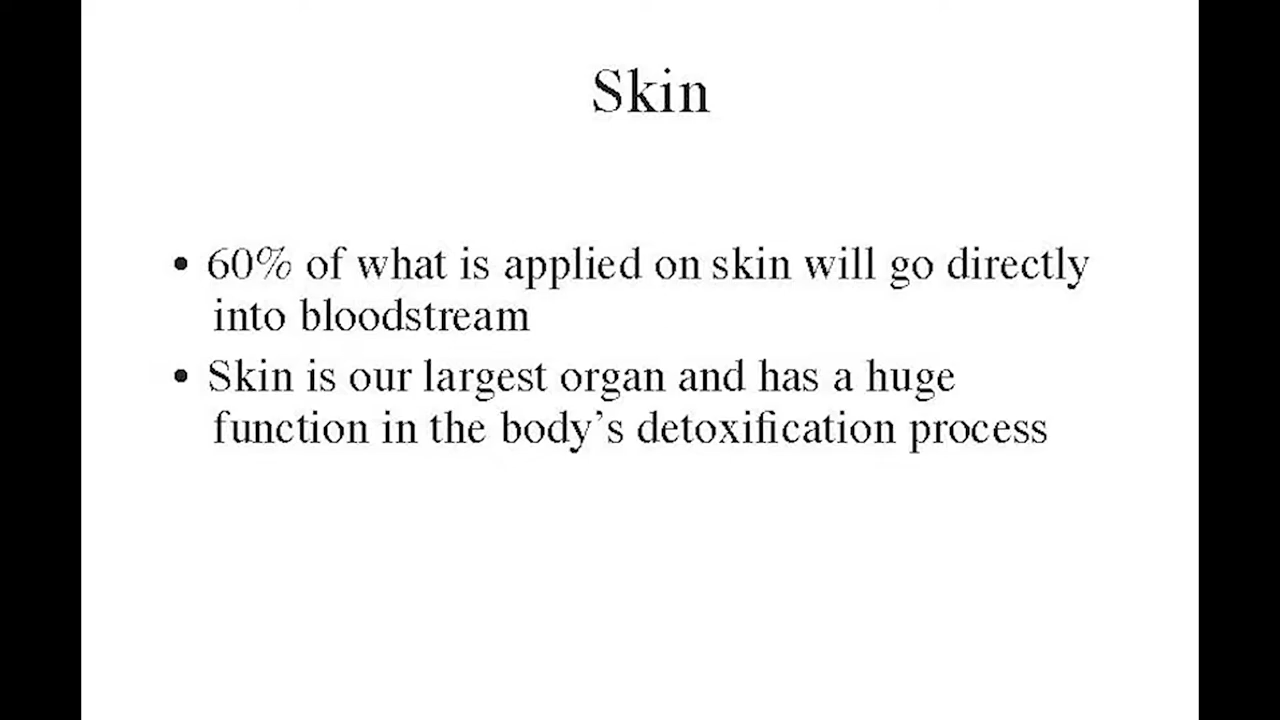 Skin
• 60% of what is applied on skin will go directly
into bloodstream
• Skin is our largest organ and has a huge
function in the body’s detoxification process